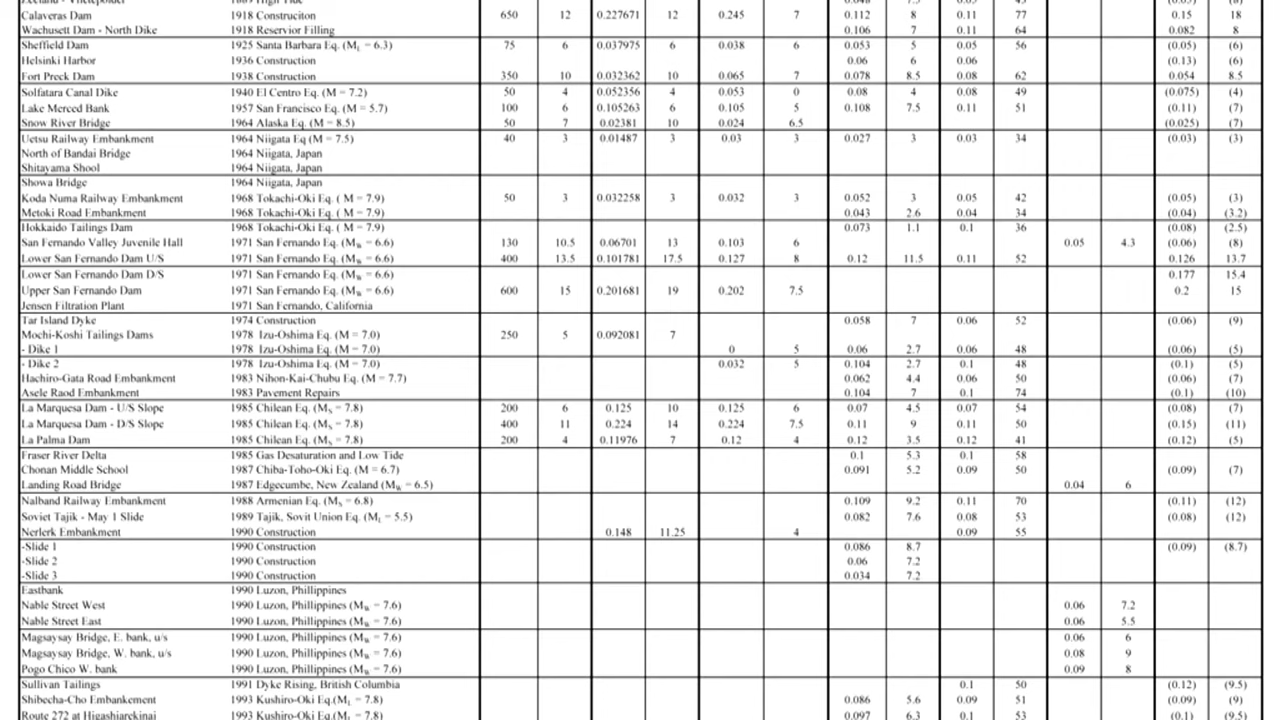 Calaveras Dam 1918 Construciton 650 12 0.227671 12 0.245 7 0.112 8 0.11 77 0.15 18
Wachusett Dam - North Dike 1918 Reservior Filling 0.106 7 0.11 64 0.082 8
Sheffield Dam 1925 Santa Barbara Eq. (ML = 6.3) 75 6 0.037975 6 0.038 6 0.053 5 0.05 56 (0.05) (6)
Helsinki Harbor 1936 Construction 0.06 6 0.06 (0.13) (6)
Fort Preck Dam 1938 Construction 350 10 0.032362 10 0.065 7 0.078 8.5 0.08 62 0.054 8.5
Solfatara Canal Dike 1940 El Centro Eq. (M = 7.2) 50 4 0.052356 4 0.053 0 0.08 4 0.08 49 (0.075) (4)
Lake Merced Bank 1957 San Francisco Eq. (M = 5.7) 100 6 0.105263 6 0.105 5 0.108 7.5 0.11 51 (0.11) (7)
Snow River Bridge 1964 Alaska Eq. (M = 8.5) 50 7 0.02381 10 0.024 6.5 (0.025) (7)
Uetsu Railway Embankment 1964 Niigata Eq (M = 7.5) 40 3 0.01487 3 0.03 3 0.027 3 0.03 34 (0.03) (3)
North of Bandai Bridge 1964 Niigata, Japan
Shitayama Shool 1964 Niigata, Japan
Showa Bridge 1964 Niigata, Japan
Koda Numa Railway Embankment 1968 Tokachi-Oki Eq. ( M = 7.9) 50 3 0.032258 3 0.032 3 0.052 3 0.05 42 (0.05) (3)
Metoki Road Embankment 1968 Tokachi-Oki Eq. ( M = 7.9) 0.043 2.6 0.04 34 (0.04) (3.2)
Hokkaido Tailings Dam 1968 Tokachi-Oki Eq. ( M = 7.9) 0.073 1.1 0.1 36 (0.08) (2.5)
San Fernando Valley Juvenile Hall 1971 San Fernando Eq. (Mw = 6.6) 130 10.5 0.06701 13 0.103 6 0.05 4.3 (0.06) (8)
Lower San Fernando Dam U/S 1971 San Fernando Eq. (Mw = 6.6) 400 13.5 0.101781 17.5 0.127 8 0.12 11.5 0.11 52 0.126 13.7
Lower San Fernando Dam D/S 1971 San Fernando Eq. (Mw = 6.6) 0.177 15.4
Upper San Fernando Dam 1971 San Fernando Eq. (Mw = 6.6) 600 15 0.201681 19 0.202 7.5 0.2 15
Jensen Filtration Plant 1971 San Fernando, California
Tar Island Dyke 1974 Construction 0.058 7 0.06 52 (0.06) (9)
Mochi-Koshi Tailings Dams 1978 Izu-Oshima Eq. (M = 7.0) 250 5 0.092081 7
- Dike 1 1978 Izu-Oshima Eq. (M = 7.0) 0 5 0.06 2.7 0.06 48 (0.06) (5)
- Dike 2 1978 Izu-Oshima Eq. (M = 7.0) 0.032 5 0.104 2.7 0.1 48 (0.1) (5)
Hachiro-Gata Road Embankment 1983 Nihon-Kai-Chubu Eq. (M = 7.7) 0.062 4.4 0.06 50 (0.06) (7)
Asele Raod Embankment 1983 Pavement Repairs 0.104 7 0.1 74 (0.1) (10)
La Marquesa Dam - U/S Slope 1985 Chilean Eq. (Ms = 7.8) 200 6 0.125 10 0.125 6 0.07 4.5 0.07 54 (0.08) (7)
La Marquesa Dam - D/S Slope 1985 Chilean Eq. (Ms = 7.8) 400 11 0.224 14 0.224 7.5 0.11 9 0.11 51 (0.15) (11)
La Palma Dam 1985 Chilean Eq. (Ms = 7.8) 200 4 0.11976 7 0.12 4 0.12 3.5 0.12 41 (0.12) (5)
Fraser River Delta 1985 Gas Desaturation and Low Tide 0.1 5.3 0.1 58
Chonan Middle School 1987 Chiba-Toho-Oki Eq. (M = 6.7) 0.091 5.2 0.09 50 (0.09) (7)
Landing Road Bridge 1987 Edgecumbe, New Zealand (Mw = 6.5) 0.04 6
Nalband Railway Embankment 1988 Armenian Eq. (Ms = 6.8) 0.109 9.2 0.11 70 (0.11) (12)
Soviet Tajik - May 1 Slide 1989 Tajik, Sovit Union Eq. (ML = 5.5) 0.082 7.6 0.08 53 (0.08) (12)
Nerlerk Embankment 1990 Construction 0.148 11.25 4 0.09 55
-Slide 1 1990 Construction 0.086 8.7 (0.09) (8.7)
-Slide 2 1990 Construction 0.06 7.2
-Slide 3 1990 Construction 0.034 7.2
Eastbank 1990 Luzon, Phillippines
Nable Street West 1990 Luzon, Phillippines (Mw = 7.6) 0.06 7.2
Nable Street East 1990 Luzon, Phillippines (Mw = 7.6) 0.06 5.5
Magsaysay Bridge, E. bank, u/s 1990 Luzon, Phillippines (Mw = 7.6) 0.06 6
Magsaysay Bridge, W. bank, u/s 1990 Luzon, Phillippines (Mw = 7.6) 0.08 9
Pogo Chico W. bank 1990 Luzon, Phillippines (Mw = 7.6) 0.09 8
Sullivan Tailings 1991 Dyke Rising, British Columbia 0.1 50 (0.12) (9.5)
Shibecha-Cho Embankement 1993 Kushiro-Oki Eq.(ML = 7.8) 0.086 5.6 0.09 51 (0.09) (9)
Route 272 at Higashiarekinai 1993 Kushiro-Oki Eq.(ML = 7.8) 0.097 6.3 0.1 53 (0.1) (9.5)